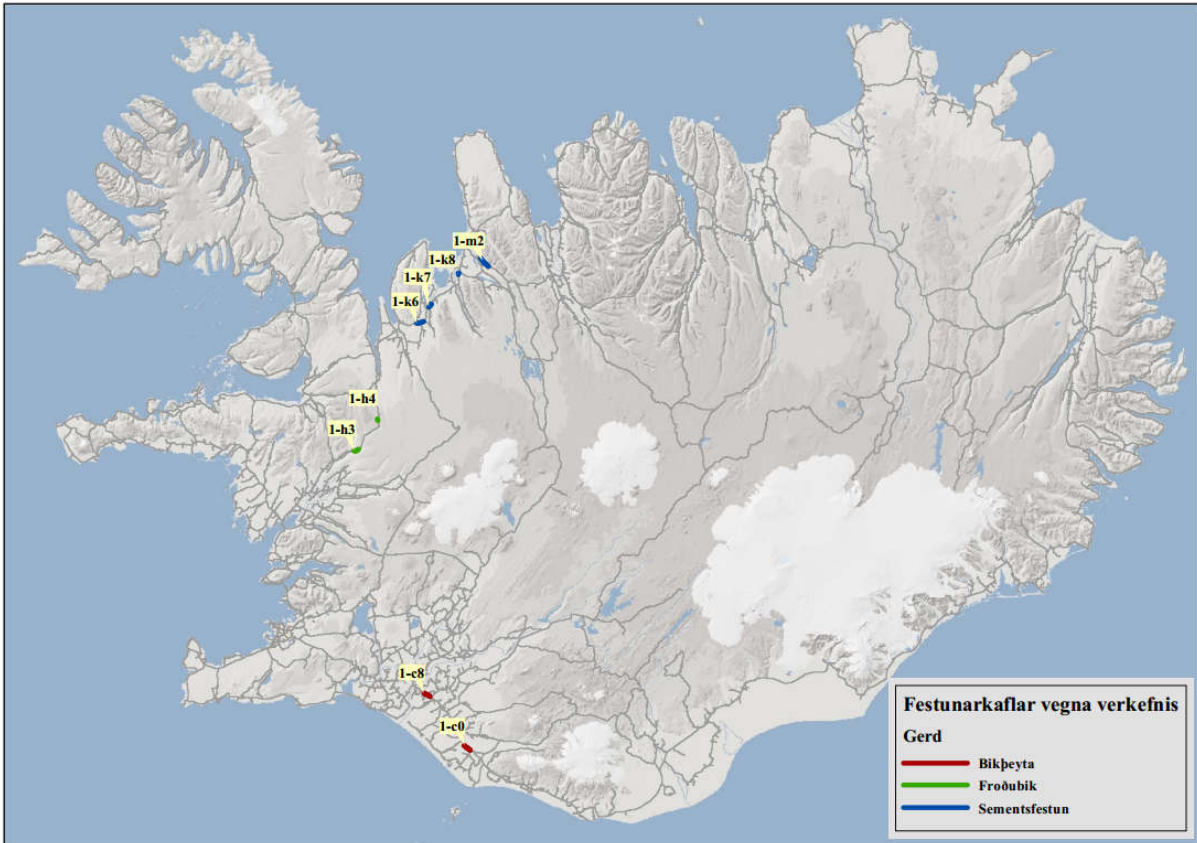 1-m2
1-k8
1-k7
1-k6
1-h4
1-h3
1-c8
1-c0
Festunarkaflar vegna verkefnis
Gerd
Bikþeyta
Froðubik
Sementsfestun